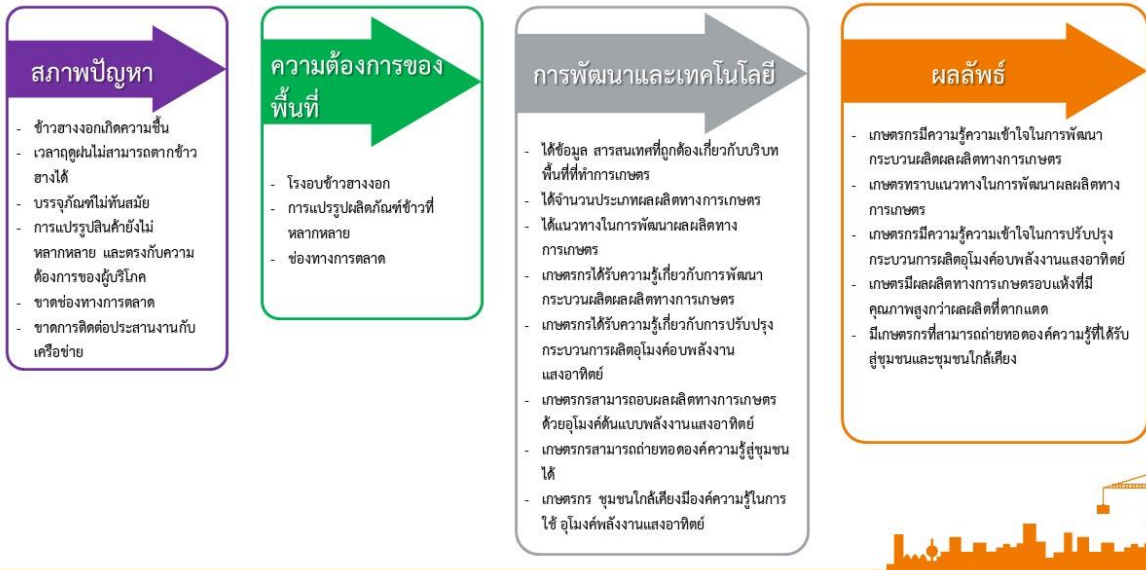 สภาพปัญหา
- ข้าวฮางงอกเกิดความชื้น
- เวลาฤดูฝนไม่สามารถตากข้าว
ฮางได้
- บรรจุภัณฑ์ไม่ทันสมัย
- การแปรรูปสินค้ายังไม่
หลากหลาย และตรงกับความ
ต้องการของผู้บริโภค
- ขาดช่องทางการตลาด
- ขาดการติดต่อประสานงานกับ
เครือข่าย
ความต้องการของ
พื้นที่
- โรงอบข้าวฮางงอก
- การแปรรูปผลิตภัณฑ์ข้าวที่
หลากหลาย
- ช่องทางการตลาด
การพัฒนาและเทคโนโลยี
- ได้ข้อมูล สารสนเทศที่ถูกต้องเกี่ยวกับบริบท
พื้นที่ที่ทำการเกษตร
- ได้จำนวนประเภทผลผลิตทางการเกษตร
- ได้แนวทางในการพัฒนาผลผลิตทาง
การเกษตร
- เกษตรกรได้รับความรู้เกี่ยวกับการพัฒนา
กระบวนผลิตผลผลิตทางการเกษตร
- เกษตรกรได้รับความรู้เกี่ยวกับการปรับปรุง
กระบวนการผลิตอุโมงค์อบพลังงาน
แสงอาทิตย์
- เกษตรกรสามารถอบผลผลิตทางการเกษตร
ด้วยอุโมงค์ต้นแบบพลังงานแสงอาทิตย์
- เกษตรกรสามารถถ่ายทอดองค์ความรู้สู่ชุมชน
ได้
- เกษตรกร ชุมชนใกล้เคียงมีองค์ความรู้ในการ
ใช้ อุโมงค์พลังงานแสงอาทิตย์
ผลลัพธ์
- เกษตรกรมีความรู้ความเข้าใจในการพัฒนา
กระบวนผลิตผลผลิตทางการเกษตร
- เกษตรทราบแนวทางในการพัฒนาผลผลิตทาง
การเกษตร
- เกษตรกรมีความรู้ความเข้าใจในการปรับปรุง
กระบวนการผลิตอุโมงค์อบพลังงานแสงอาทิตย์
- เกษตรมีผลผลิตทางการเกษตรอบแห้งที่มี
คุณภาพสูงกว่าผลผลิตที่ตากแดด
- มีเกษตรกรที่สามารถถ่ายทอดองค์ความรู้ที่ได้รับ
สู่ชุมชนและชุมชนใกล้เคียง